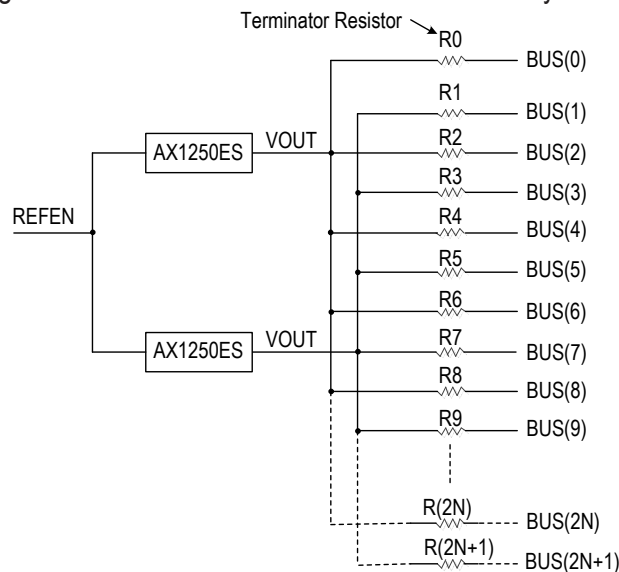 Terminator Resistor
R0
BUS(0)
R1
BUS(1)
VOUT
R2
BUS(2)
AX1250ES
R3
BUS(3)
REFEN
R4
BUS(4)
R5
BUS(5)
R6
BUS(6)
VOUT
R7
BUS(7)
AX1250ES
R8
BUS(8)
R9
BUS(9)
R(2N)
BUS(2N)
R(2N+1)
BUS(2N+1)